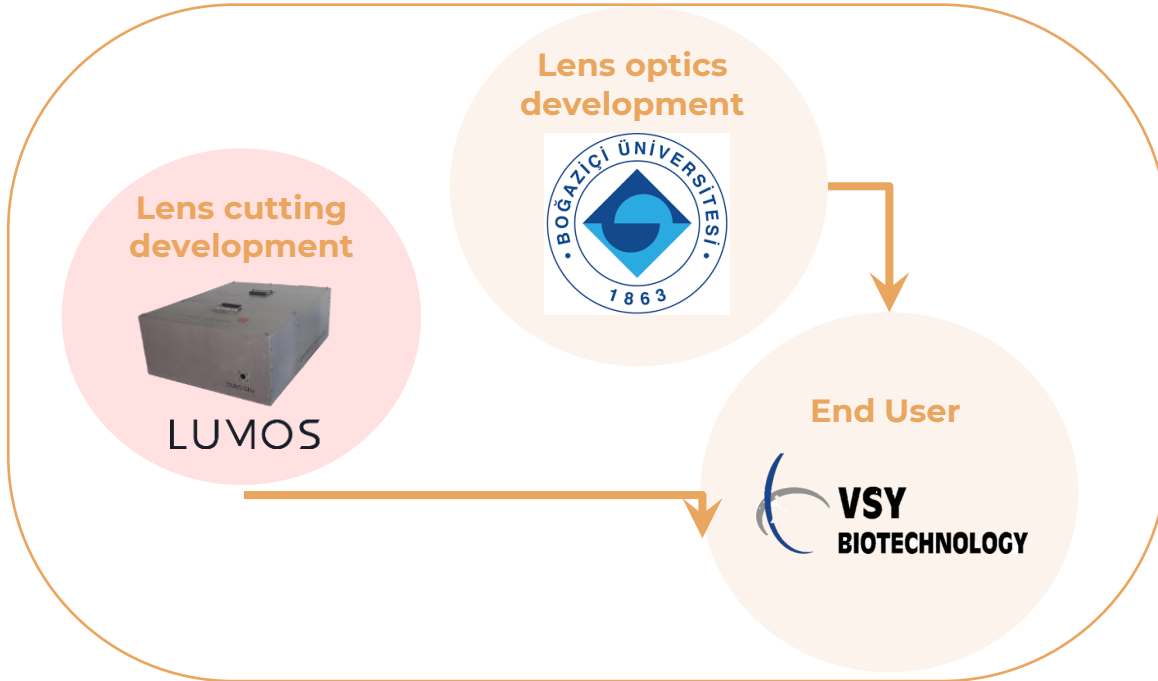 Lens optics
development
BOĞAZİÇİ ÜNİVERSİTESİ
1863
Lens cutting
development
LUMOS
End User
VSY
BIOTECHNOLOGY